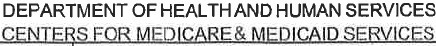 DEPARTMENT OF HEALTH AND HUMAN SERVICES
CENTERS FOR MEDICARE & MEDICAID SERVICES